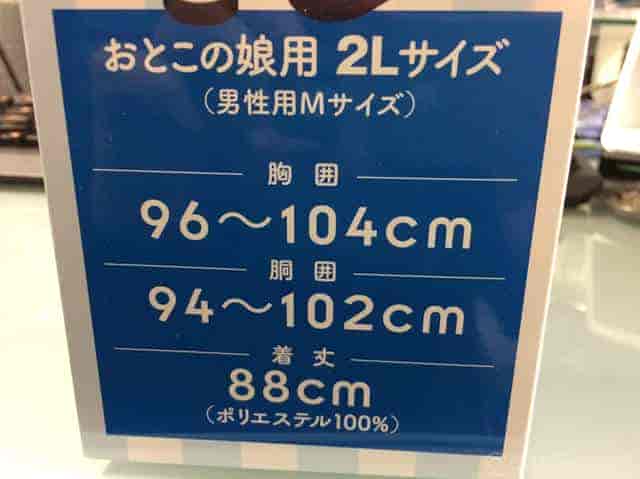 おとこの娘用 2Lサイズ
(男性用Mサイズ)
胸囲
96~104cm
胴囲
94~102cm
着丈
88cm
(ポリエステル100%)